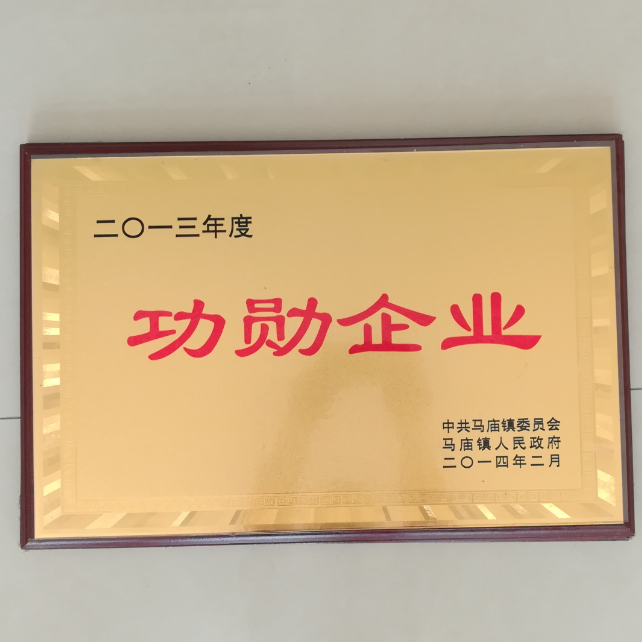 二〇一三年度
功勋企业
中共马庙镇委员会
马庙镇人民政府
二〇一四年二月